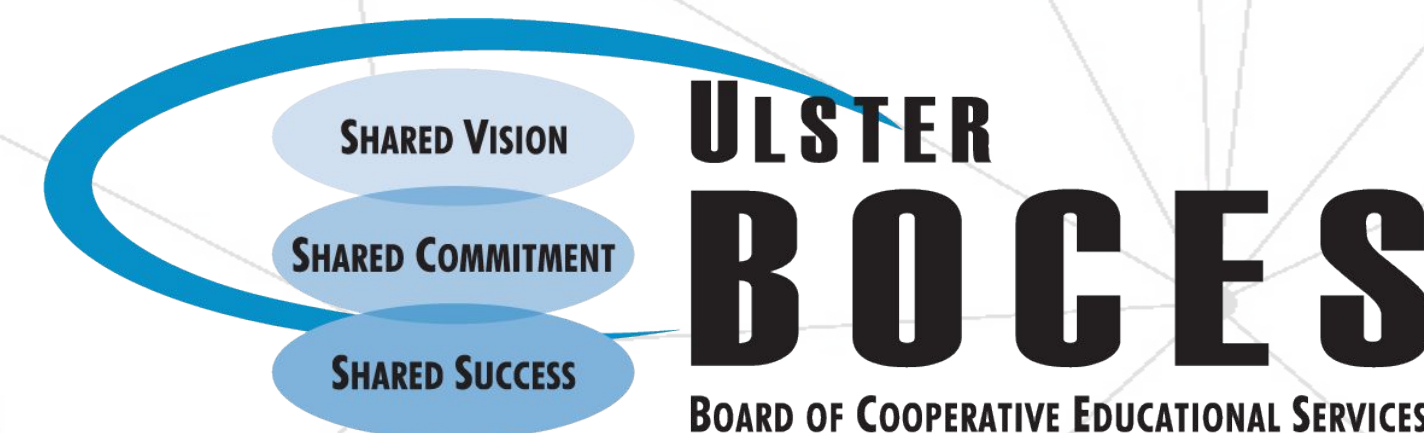 SHARED VISION
SHARED COMMITMENT
SHARED SUCCESS
ULSTER
BOCES
BOARD OF COOPERATIVE EDUCATIONAL SERVICES